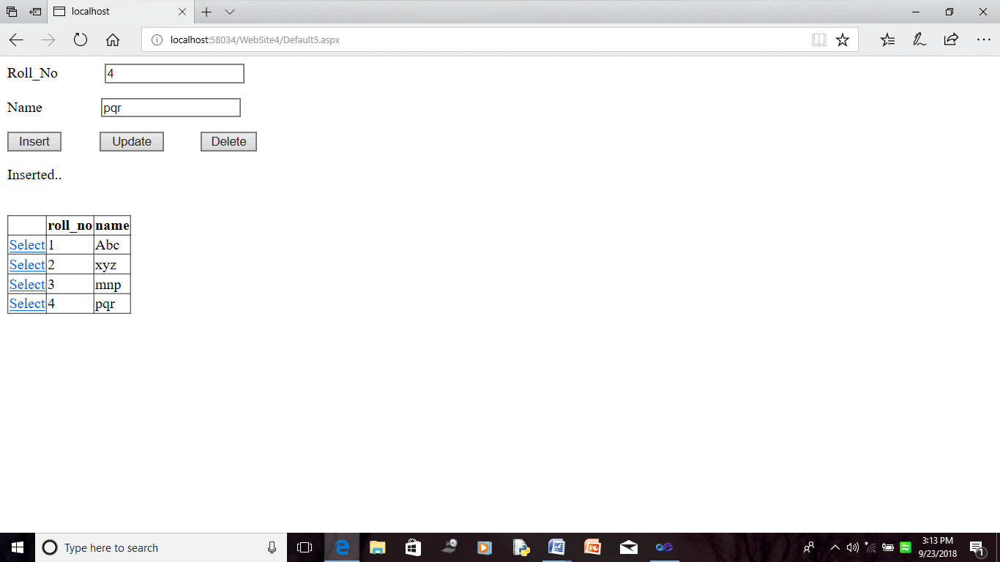 localhost
localhost:58034/WebSite4/Default5.aspx
Roll_No 4
Name pqr
Insert Update Delete
Inserted..
roll_no name
Select 1 Abc
Select 2 xyz
Select 3 mnp
Select 4 pqr
Type here to search
3:13 PM
9/23/2018
1